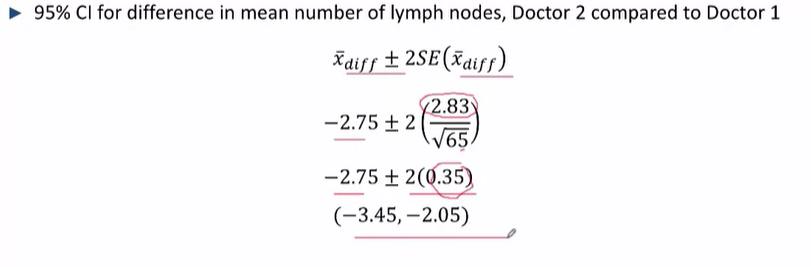 ► 95% CI for difference in mean number of lymph nodes, Doctor 2 compared to Doctor 1
x̄diff ± 2SE(x̄diff)
−2.75 ± 2(2.83/√65)
−2.75 ± 2(0.35)
(−3.45, −2.05)